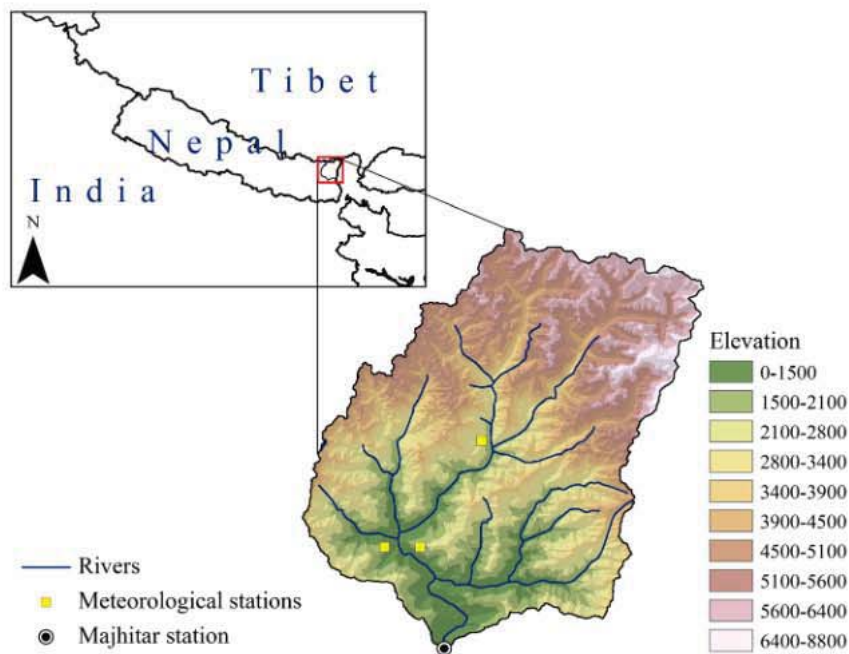 Tibet
Nepal
India
N
Elevation
0-1500
1500-2100
2100-2800
2800-3400
3400-3900
3900-4500
4500-5100
5100-5600
5600-6400
6400-8800
Rivers
Meteorological stations
Majhitar station